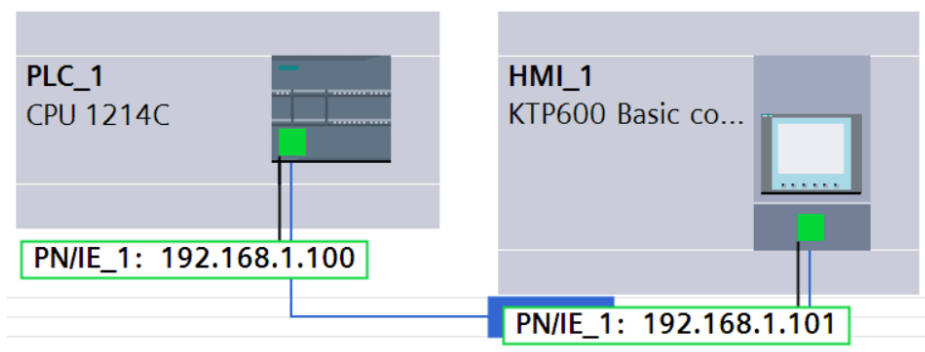 PLC_1
CPU 1214C
PN/IE_1: 192.168.1.100
HMI_1
KTP600 Basic co...
PN/IE_1: 192.168.1.101